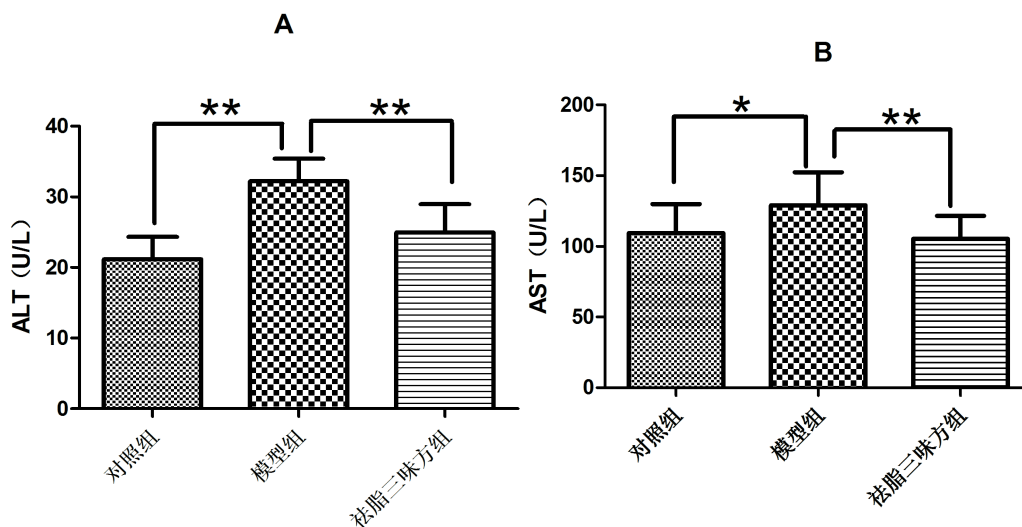 A
ALT（U/L）
40
30
20
10
0
**
**
对照组
模型组
祛脂三味方组
B
AST（U/L）
200
150
100
50
0
*
**
对照组
模型组
祛脂三味方组